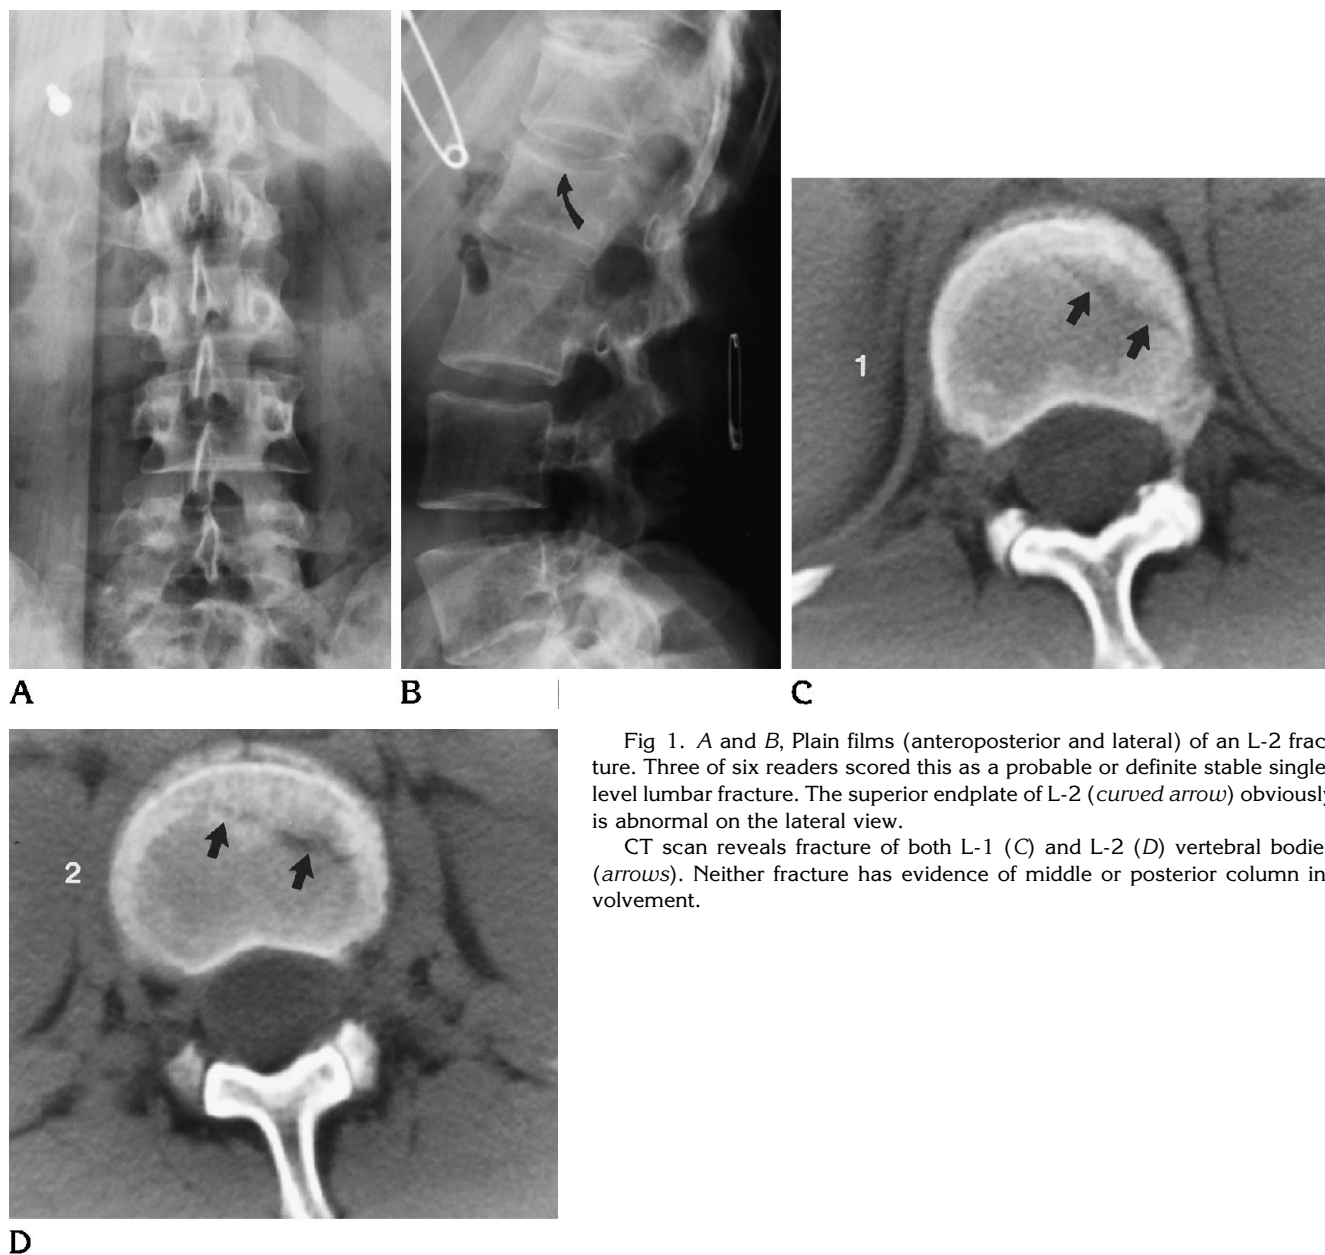 A
B
C
1
2
D
Fig 1. A and B, Plain films (anteroposterior and lateral) of an L-2 frac
ture. Three of six readers scored this as a probable or definite stable single
level lumbar fracture. The superior endplate of L-2 (curved arrow) obviously
is abnormal on the lateral view.
CT scan reveals fracture of both L-1 (C) and L-2 (D) vertebral bodie
(arrows). Neither fracture has evidence of middle or posterior column in
volvement.